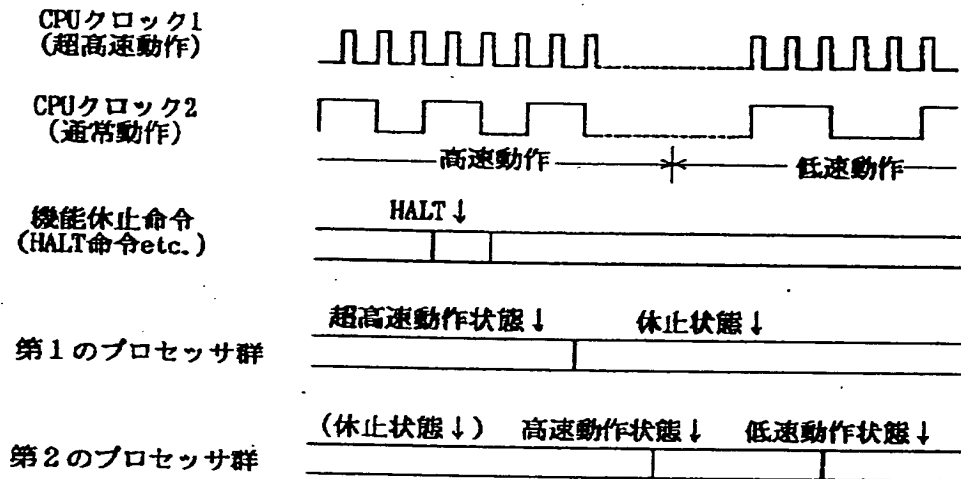 CPUクロック1
(超高速動作)
CPUクロック2
(通常動作)
高速動作 低速動作
機能休止命令
(HALT命令etc.)
HALT↓
超高速動作状態↓ 休止状態↓
第1のプロセッサ群
(休止状態↓) 高速動作状態↓ 低速動作状態↓
第2のプロセッサ群